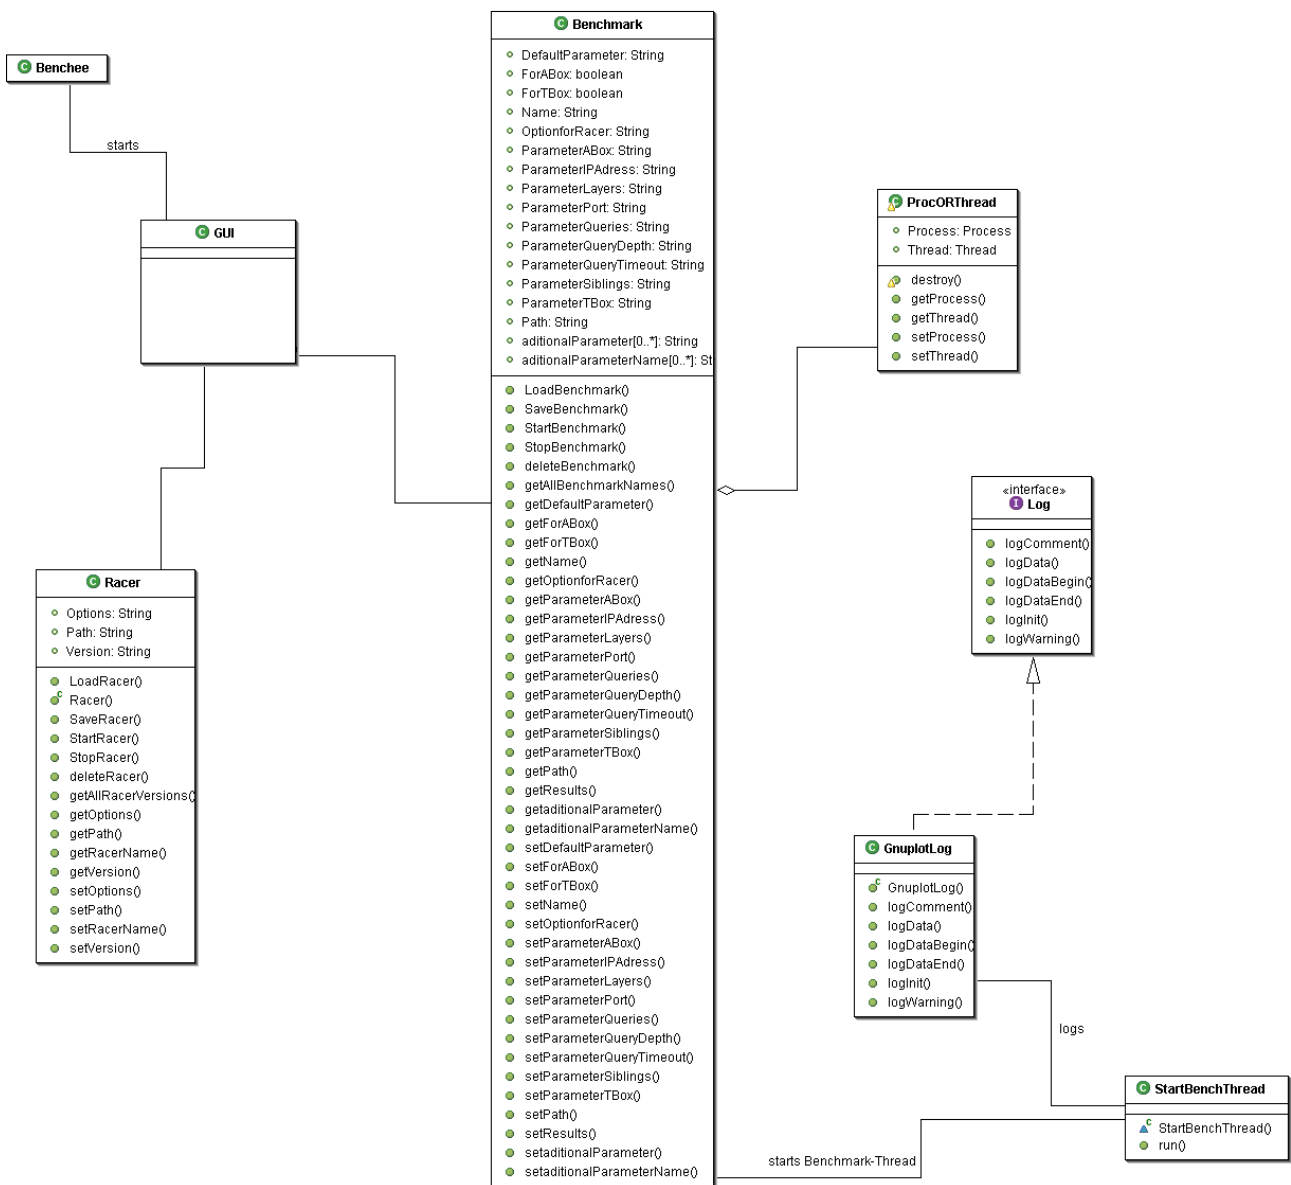 Benchee
starts
GUI
Racer
Options: String
Path: String
Version: String
LoadRacer()
Racer()
SaveRacer()
StartRacer()
StopRacer()
deleteRacer()
getAllRacerVersions()
getOptions()
getPath()
getRacerName()
getVersion()
setOptions()
setPath()
setRacerName()
setVersion()
Benchmark
DefaultParameter: String
ForABox: boolean
ForTBox: boolean
Name: String
OptionforRacer: String
ParameterABox: String
ParameterIPAdress: String
ParameterLayers: String
ParameterPort: String
ParameterQueries: String
ParameterQueryDepth: String
ParameterQueryTimeout: String
ParameterSiblings: String
ParameterTBox: String
Path: String
aditionalParameter[0..*]: String
aditionalParameterName[0..*]: St
LoadBenchmark()
SaveBenchmark()
StartBenchmark()
StopBenchmark()
deleteBenchmark()
getAllBenchmarkNames()
getDefaultParameter()
getForABox()
getForTBox()
getName()
getOptionforRacer()
getParameterABox()
getParameterIPAdress()
getParameterLayers()
getParameterPort()
getParameterQueries()
getParameterQueryDepth()
getParameterQueryTimeout()
getParameterSiblings()
getParameterTBox()
getPath()
getResults()
getaditionalParameter()
getaditionalParameterName()
setDefaultParameter()
setForABox()
setForTBox()
setName()
setOptionforRacer()
setParameterABox()
setParameterIPAdress()
setParameterLayers()
setParameterPort()
setParameterQueries()
setParameterQueryDepth()
setParameterQueryTimeout()
setParameterSiblings()
setParameterTBox()
setPath()
setResults()
setaditionalParameter()
setaditionalParameterName()
ProcORThread
Process: Process
Thread: Thread
destroy()
getProcess()
getThread()
setProcess()
setThread()
«interface»
Log
logComment()
logData()
logDataBegin()
logDataEnd()
logInit()
logWarning()
GnuplotLog
GnuplotLog()
logComment()
logData()
logDataBegin()
logDataEnd()
logInit()
logWarning()
logs
StartBenchThread
StartBenchThread()
run()
starts Benchmark-Thread